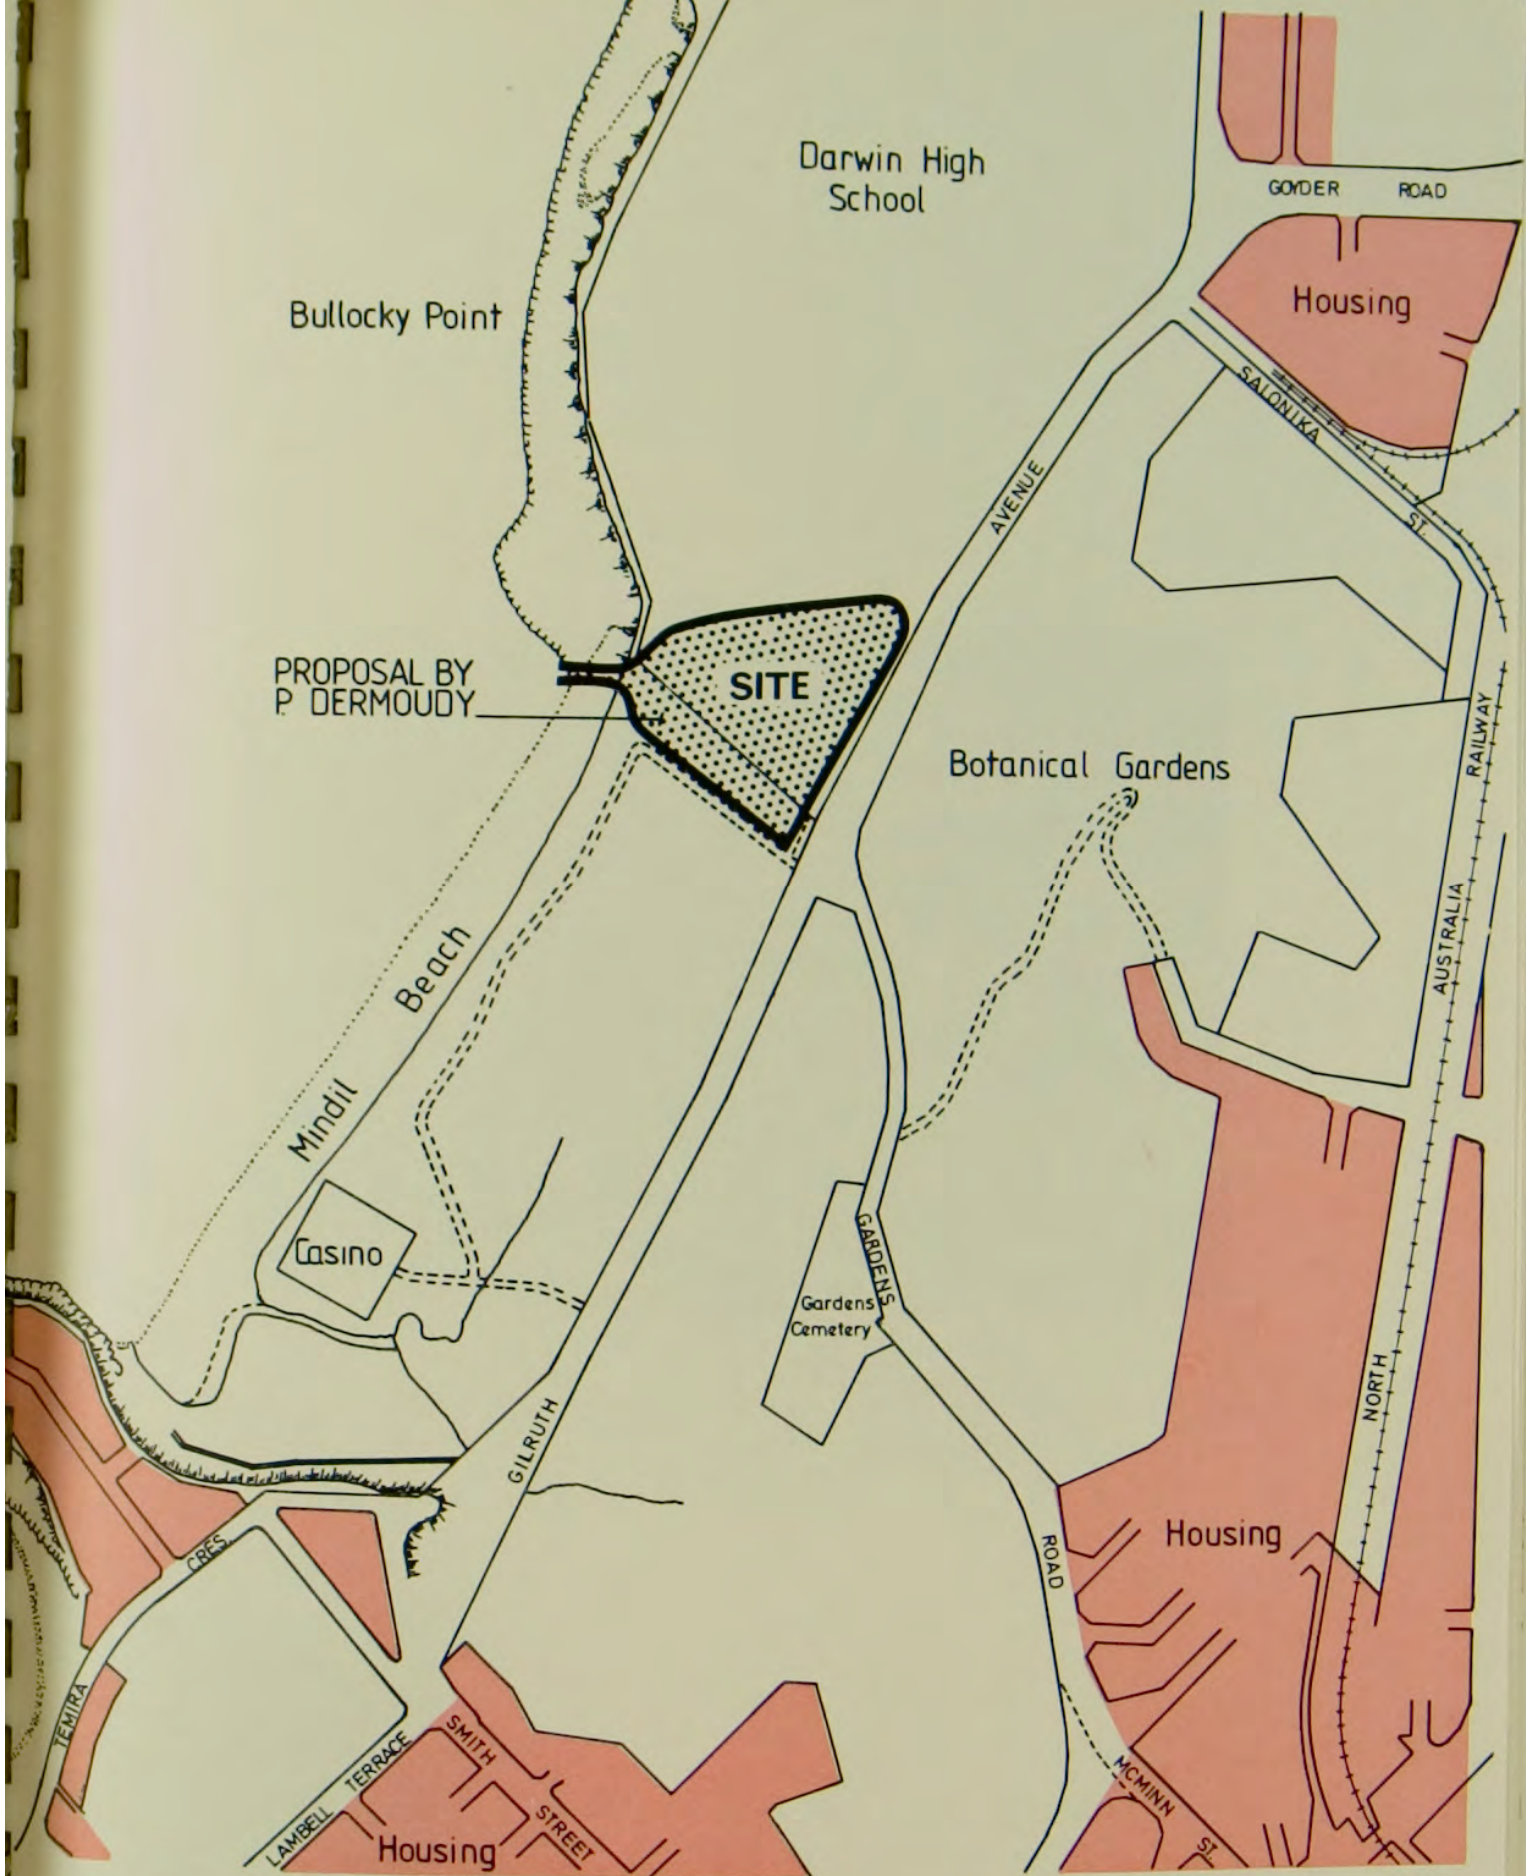 Darwin High
School
GOYDER ROAD
Housing
Bullocky Point
SALONIKA
ST.
AVENUE
PROPOSAL BY
P. DERMOUDY
SITE
Botanical Gardens
RAILWAY
AUSTRALIA
NORTH
Mindil Beach
Casino
GARDENS
Gardens
Cemetery
GILRUTH
ROAD
Housing
CRES.
TEMIRA
LAMBELL TERRACE
SMITH
STREET
Housing
MCMINN
ST.